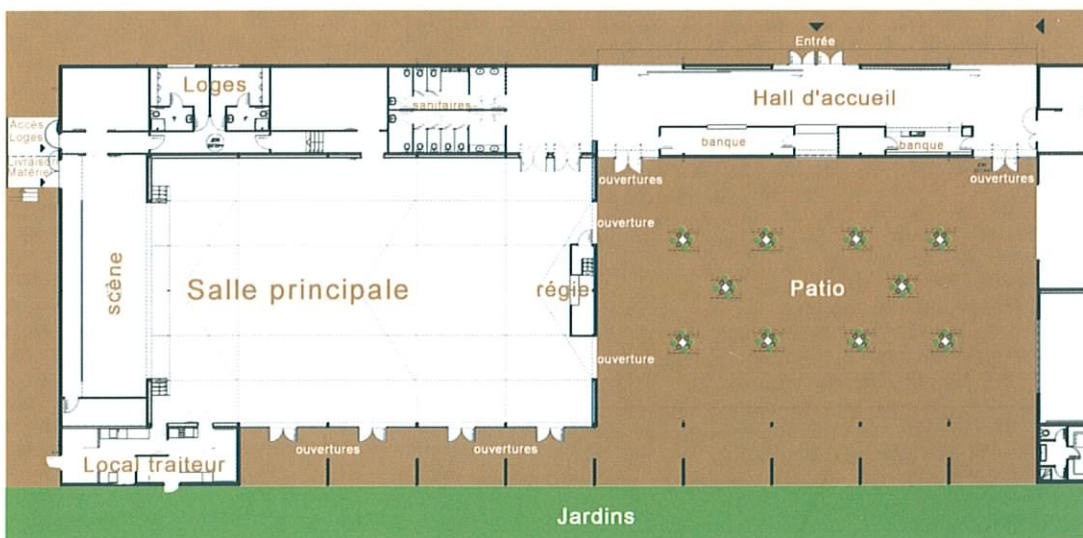 Entrée
Loges
sanitaires
Hall d'accueil
Accès
Loges
banque
banque
Livraison
Matériel
ouvertures
ouvertures
ouverture
scène
Salle principale
régie
Patio
ouverture
ouvertures
ouvertures
Local traiteur
Jardins